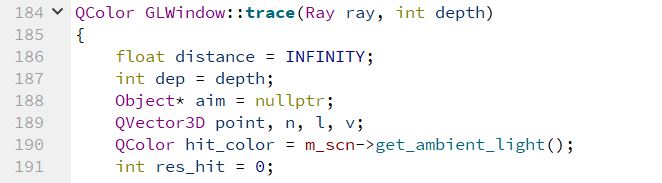 184 QColor GLWindow::trace(Ray ray, int depth)
185 {
186     float distance = INFINITY;
187     int dep = depth;
188     Object* aim = nullptr;
189     QVector3D point, n, l, v;
190     QColor hit_color = m_scn->get_ambient_light();
191     int res_hit = 0;